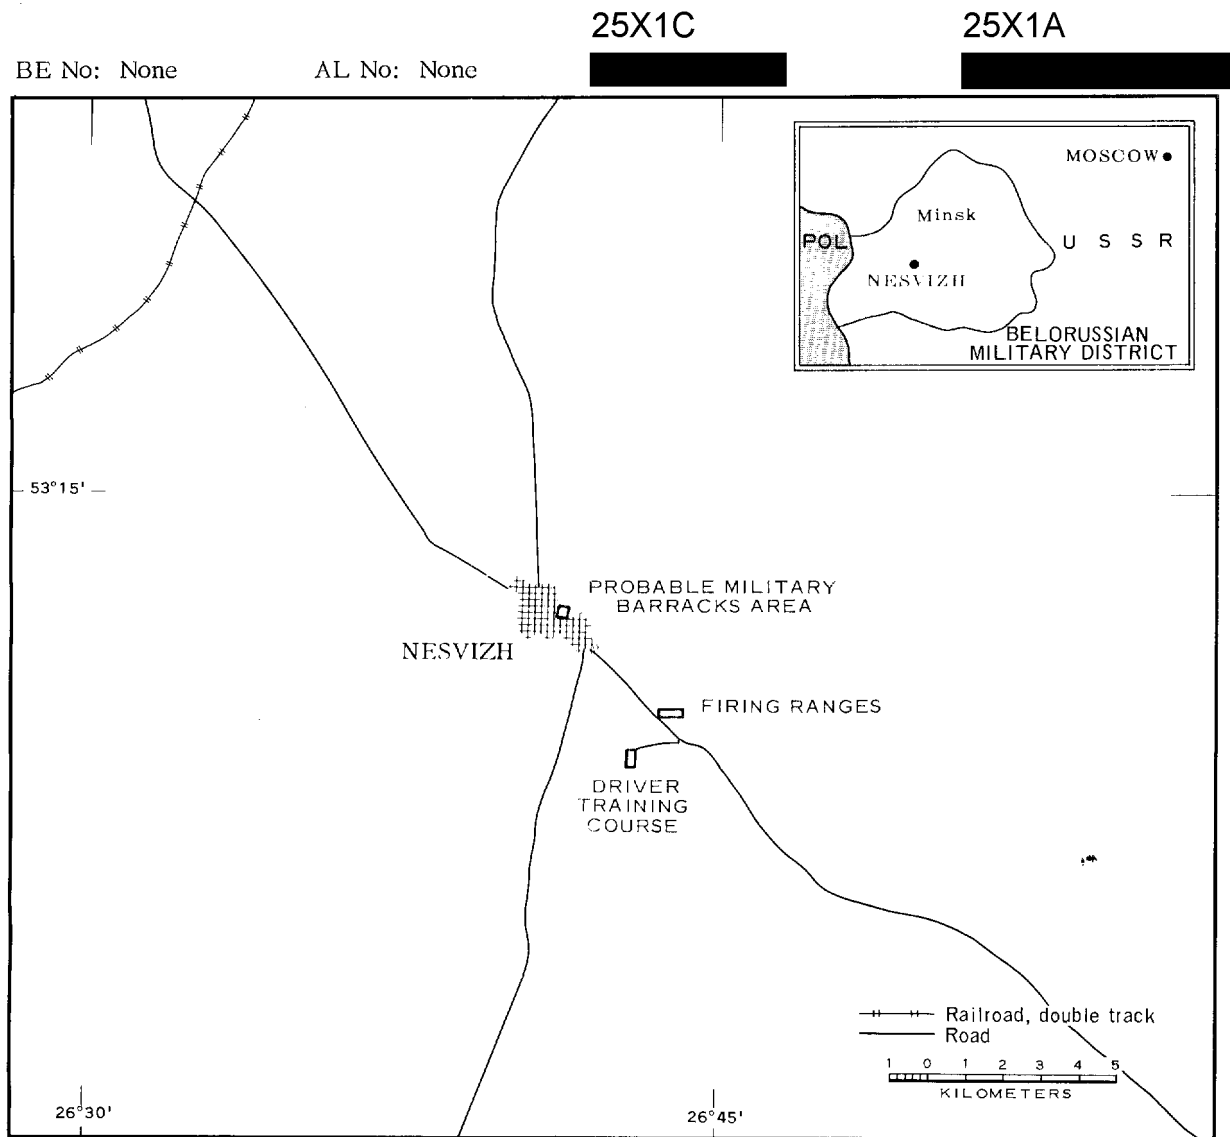 25X1C 25X1A
BE No: None AL No: None
MOSCOW
Minsk
POL
U S S R
NESVIZH
BELORUSSIAN
MILITARY DISTRICT
53°15'
PROBABLE MILITARY
BARRACKS AREA
NESVIZH
FIRING RANGES
DRIVER
TRAINING
COURSE
Railroad, double track
Road
1 0 1 2 3 4 5
KILOMETERS
26°30' 26°45'